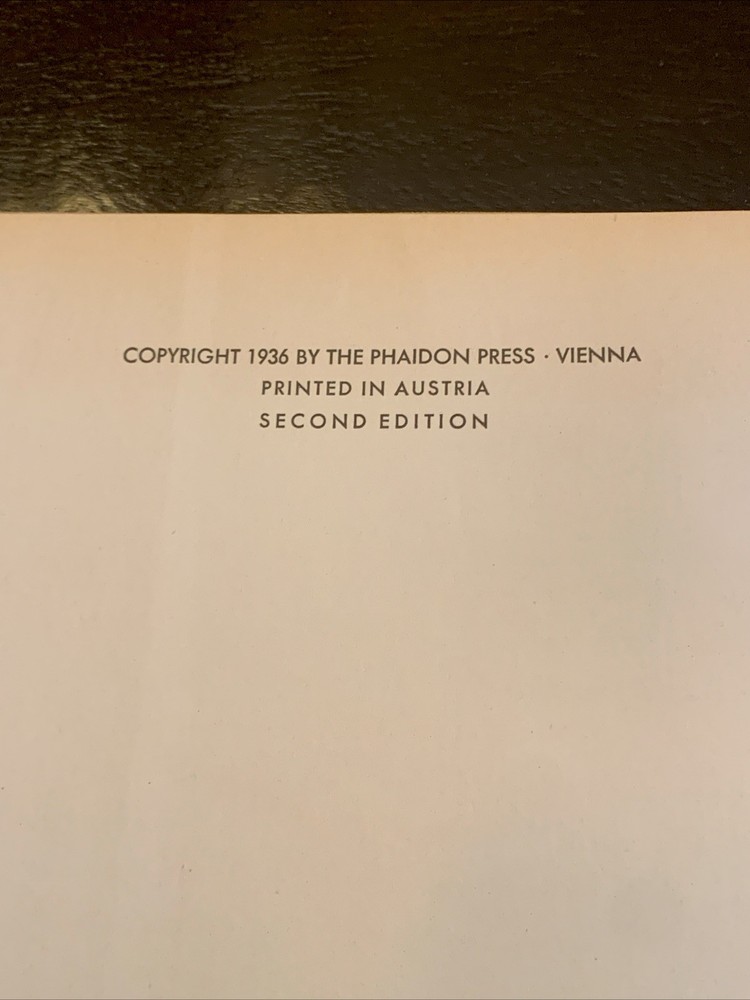 COPYRIGHT 1936 BY THE PHAIDON PRESS · VIENNA
PRINTED IN AUSTRIA
SECOND EDITION